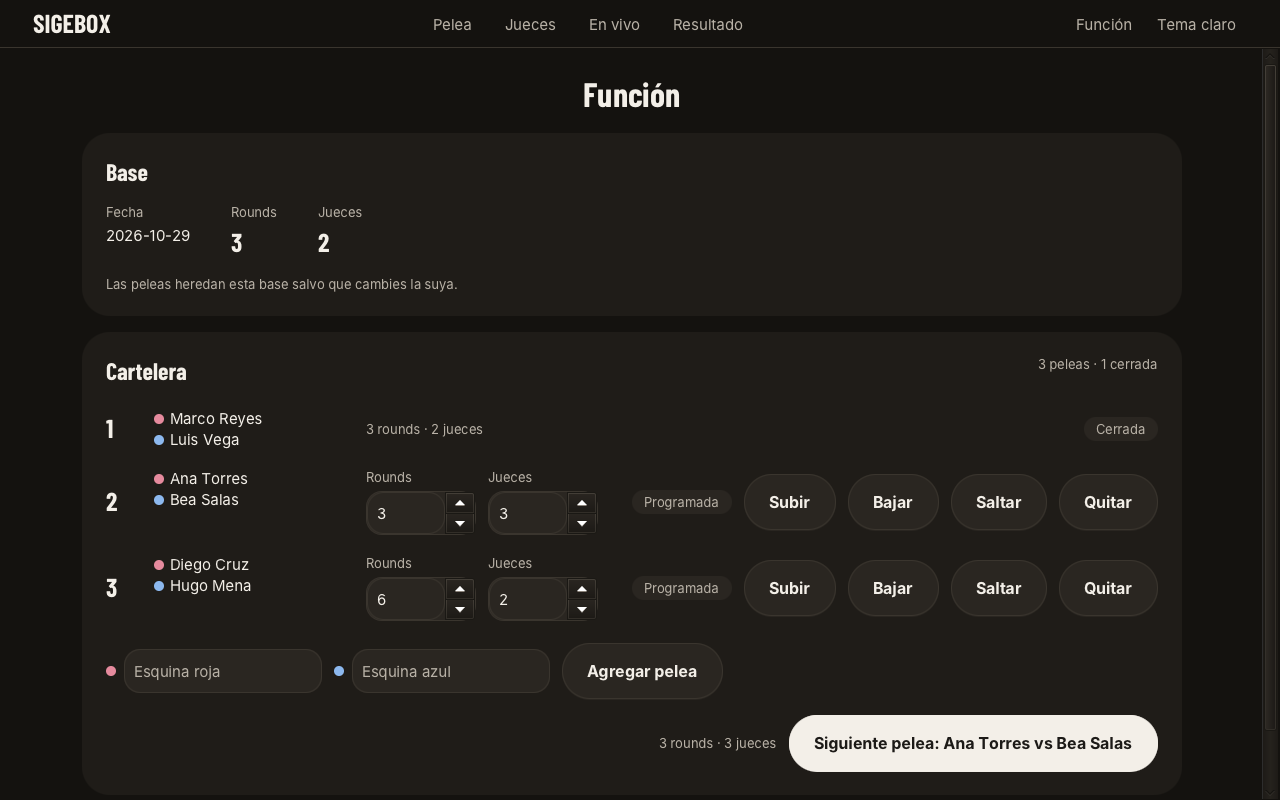 SIGEBOX
Pelea Jueces En vivo Resultado
Función Tema claro
Función
Base
Fecha Rounds Jueces
2026-10-29 3 2
Las peleas heredan esta base salvo que cambies la suya.
Cartelera
3 peleas · 1 cerrada
1
Marco Reyes
Luis Vega
3 rounds · 2 jueces
Cerrada
2
Ana Torres
Bea Salas
Rounds Jueces
3 3
Programada Subir Bajar Saltar Quitar
3
Diego Cruz
Hugo Mena
Rounds Jueces
6 2
Programada Subir Bajar Saltar Quitar
Esquina roja Esquina azul Agregar pelea
3 rounds · 3 jueces Siguiente pelea: Ana Torres vs Bea Salas